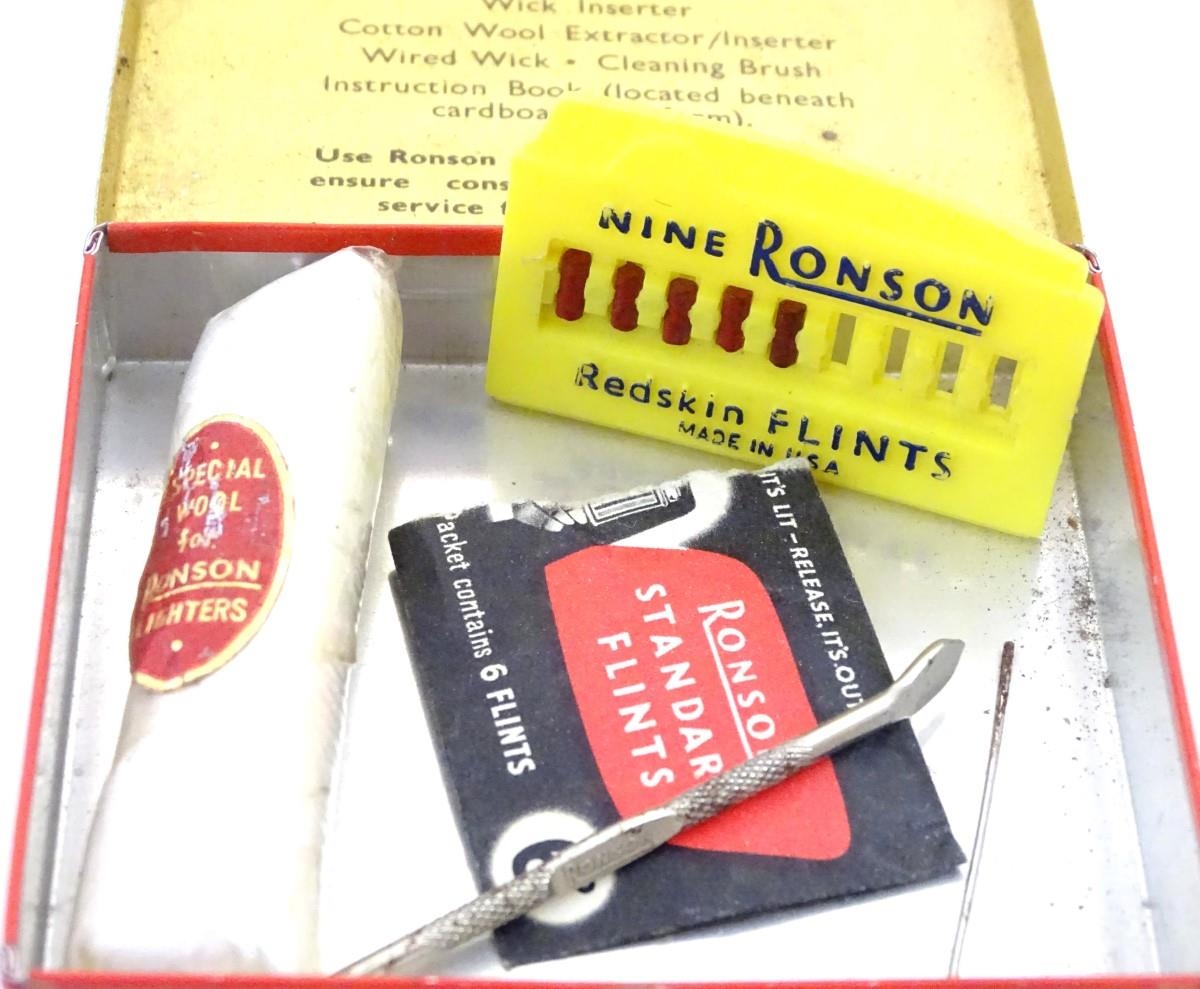 Wick Inserter
Cotton Wool Extractor/Inserter
Wired Wick • Cleaning Brush
Instruction Book (located beneath
Use Ronson
ensure
service
NINE RONSON
Redskin FLINTS
MADE IN USA
SPECIAL
WOOL
for
RONSON
LIGHTERS
IT'S LIT - RELEASE, IT'S OUT
RONSON
STANDARD
FLINTS
Packet contains 6 FLINTS
RONSON